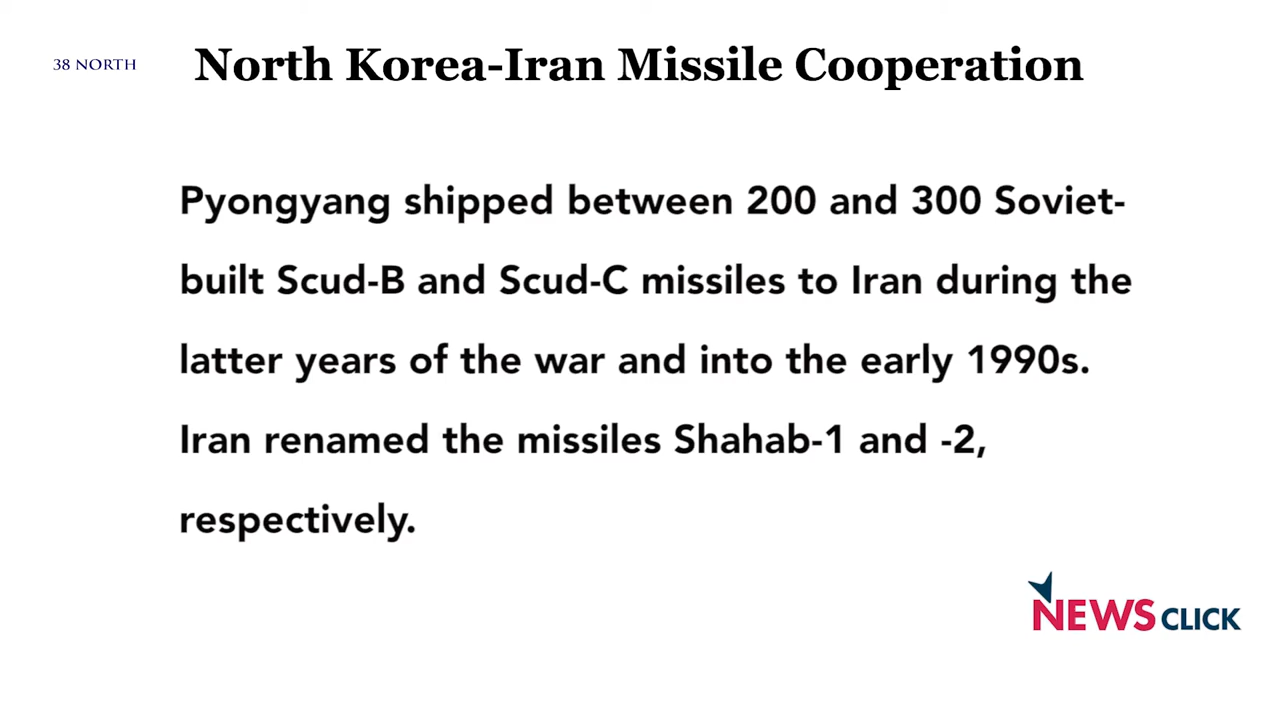 38 NORTH
North Korea-Iran Missile Cooperation
Pyongyang shipped between 200 and 300 Soviet-
built Scud-B and Scud-C missiles to Iran during the
latter years of the war and into the early 1990s.
Iran renamed the missiles Shahab-1 and -2,
respectively.
NEWSCLICK